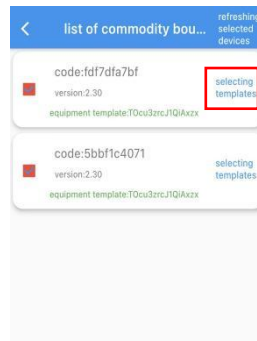 refreshing
list of commodity bou... selected
devices
code:fdf7dfa7bf
version:2.30
selecting
templates
equipment template:TOcu3zrcJ1QiAxzx
code:5bbf1c4071
version:2.30
selecting
templates
equipment template:TOcu3zrcJ1QiAxzx